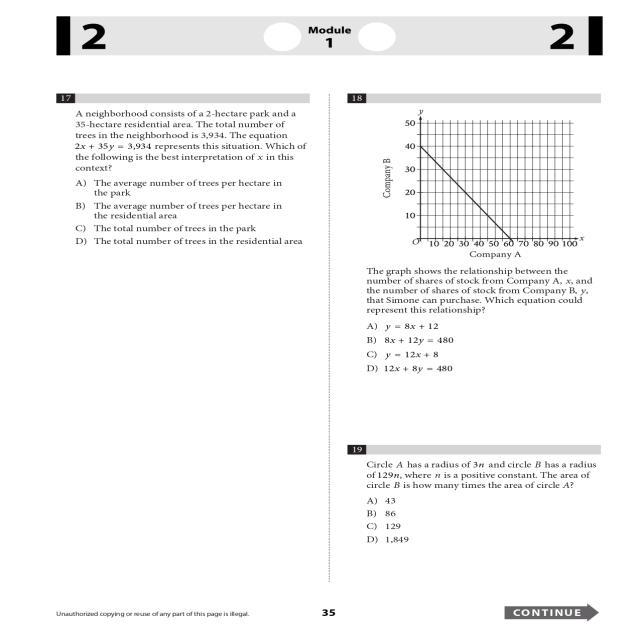 2
Module
1
2
17
A neighborhood consists of a 2-hectare park and a
35-hectare residential area. The total number of
trees in the neighborhood is 3,934. The equation
2x + 35y = 3,934 represents this situation. Which of
the following is the best interpretation of x in this
context?
A) The average number of trees per hectare in
the park
B) The average number of trees per hectare in
the residential area
C) The total number of trees in the park
D) The total number of trees in the residential area
18
y
50
40
30
20
10
Company B
O
10 20 30 40 50 60 70 80 90 100
x
Company A
The graph shows the relationship between the
number of shares of stock from Company A, x, and
the number of shares of stock from Company B, y,
that Simone can purchase. Which equation could
represent this relationship?
A) y = 8x + 12
B) 8x + 12y = 480
C) y = 12x + 8
D) 12x + 8y = 480
19
Circle A has a radius of 3n and circle B has a radius
of 129n, where n is a positive constant. The area of
circle B is how many times the area of circle A?
A) 43
B) 86
C) 129
D) 1,849
Unauthorized copying or reuse of any part of this page is illegal.
35
CONTINUE